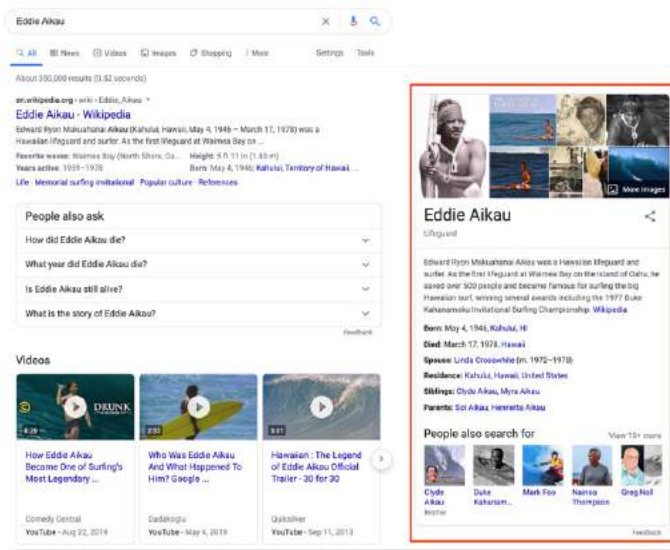 Eddie Aikau
All News Videos Images Shopping More Settings Tools
About 350,000 results (0.52 seconds)
en.wikipedia.org › wiki › Eddie_Aikau
Eddie Aikau - Wikipedia
Edward Ryon Makuahanai Aikau (Kahului, Hawaii, May 4, 1946 – March 17, 1978) was a
Hawaiian lifeguard and surfer. As the first lifeguard at Waimea Bay on ...
Favorite waves: Waimea Bay (North Shore, Oa... Height: 5 ft 11 in (1.80 m)
Years active: 1959–1978 Born: May 4, 1946; Kahului, Territory of Hawaii, ...
Life · Memorial surfing invitational · Popular culture · References
People also ask
How did Eddie Aikau die?
What year did Eddie Aikau die?
Is Eddie Aikau still alive?
What is the story of Eddie Aikau?
Feedback
Videos
DRUNK
2:53
How Eddie Aikau
Became One of Surfing's
Most Legendary ...
Comedy Central
YouTube - Aug 22, 2019
Who Was Eddie Aikau
And What Happened To
Him? Google ...
YouTube - May 4, 2019
Hawaiian : The Legend
of Eddie Aikau Official
Trailer - 30 for 30
Quiksilver
YouTube - Sep 11, 2013
More images
Eddie Aikau
Lifeguard
Edward Ryon Makuahanai Aikau was a Hawaiian lifeguard and
surfer. As the first lifeguard at Waimea Bay on the island of Oahu, he
saved over 500 people and became famous for surfing the big
Hawaiian surf, winning several awards including the 1977 Duke
Kahanamoku Invitational Surfing Championship. Wikipedia
Born: May 4, 1946, Kahului, HI
Died: March 17, 1978, Hawaii
Spouse: Linda Crosswhite (m. 1972–1978)
Residence: Kahului, Hawaii, United States
Siblings: Clyde Aikau, Myra Aikau
Parents: Sol Aikau, Henrietta Aikau
People also search for View 15+ more
Clyde
Aikau
Brother
Duke
Kahanam...
Mark Foo
Nainoa
Thompson
Greg Noll
Feedback